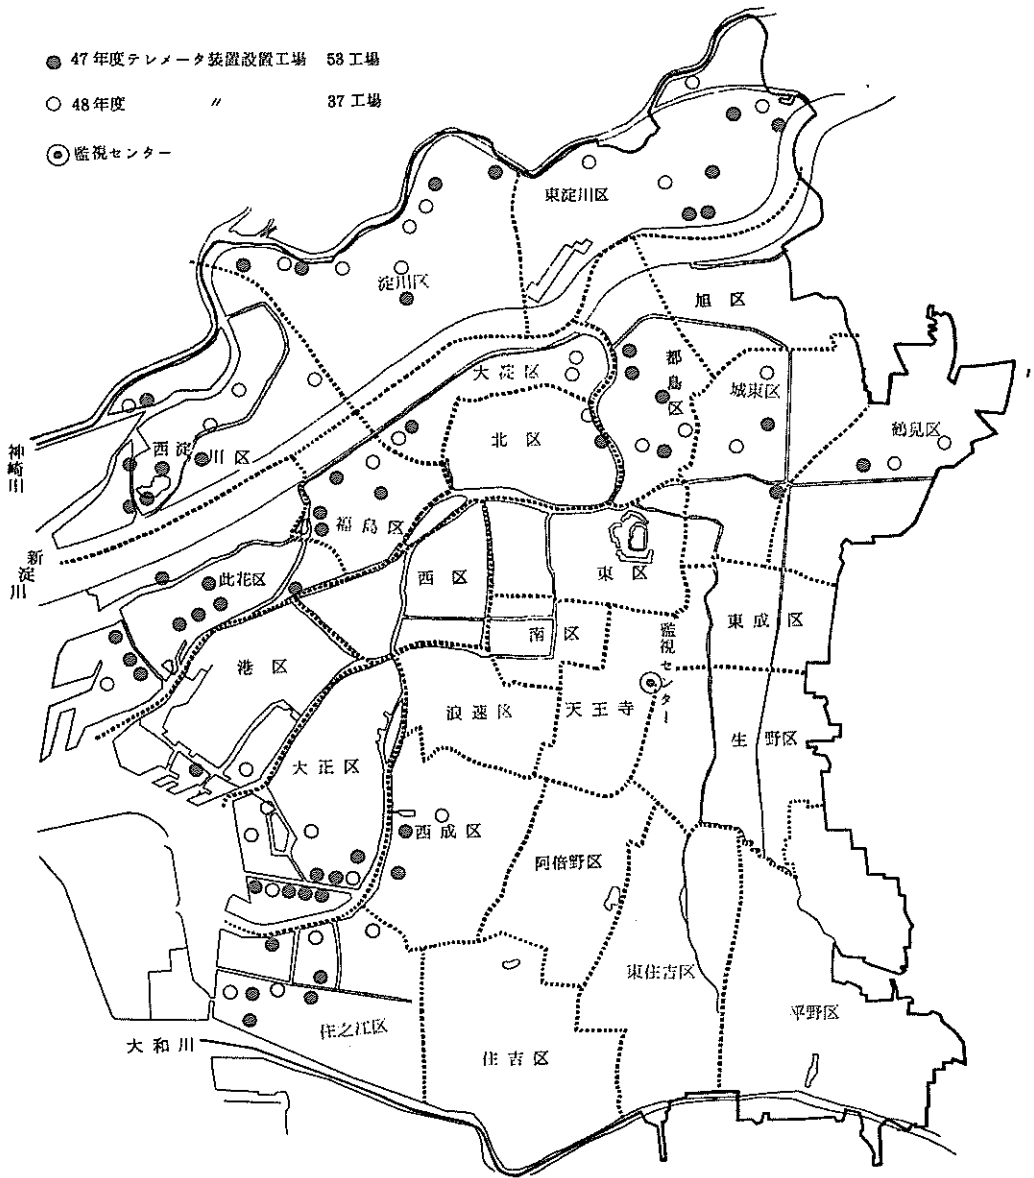 47年度テレメータ装置設置工場 53工場
48年度 〃 37工場
監視センター
東淀川区
淀川区
旭区
都島区
大淀区
城東区
北区
鶴見区
神崎川
西淀川区
福島区
新淀川
此花区
西区
東区
東成区
南区
監視センター
港区
浪速区
天王寺
生野区
大正区
西成区
阿倍野区
東住吉区
平野区
住之江区
大和川
住吉区